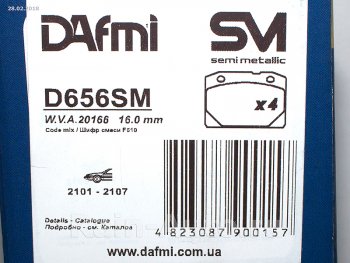 28.02.2018
DAfmi
SM
semi metallic
D656SM
W.V.A.20166 16.0 mm
Code mix / Шифр смеси F510
x4
2101 - 2107
Details - Catalogue
Подробно - см. Каталог
4 823087 900157
www.dafmi.com.ua